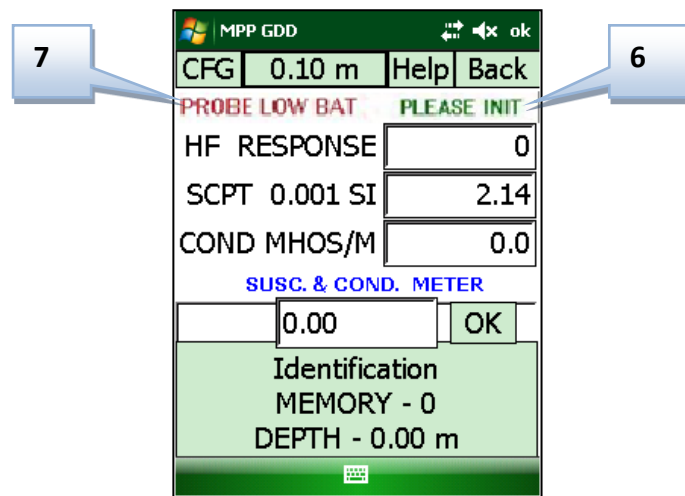 7
6
MPP GDD ok
CFG 0.10 m Help Back
PROBE LOW BAT PLEASE INIT
HF RESPONSE 0
SCPT 0.001 SI 2.14
COND MHOS/M 0.0
SUSC. & COND. METER
0.00 OK
Identification
MEMORY - 0
DEPTH - 0.00 m